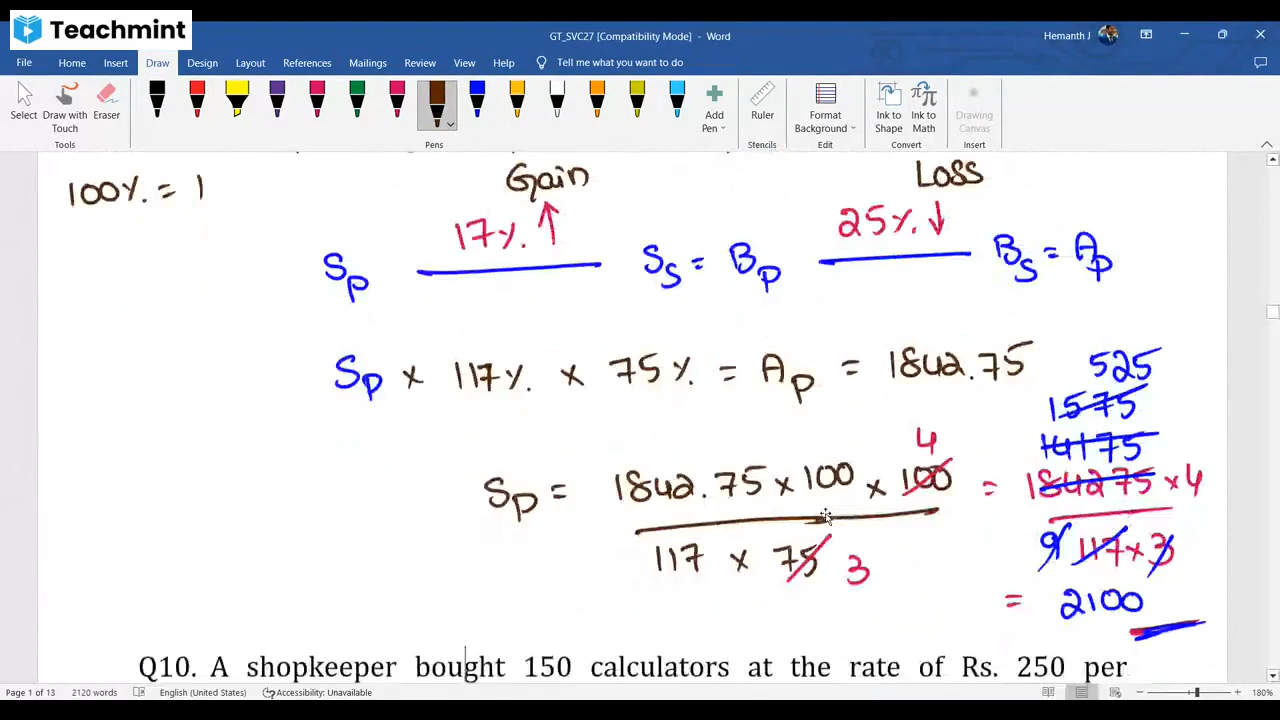 Teachmint
GT_SVC27 [Compatibility Mode] - Word
Hemanth J
File Home Insert Draw Design Layout References Mailings Review View Help Tell me what you want to do
Select
Draw with Touch
Eraser
Add Pen
Ruler
Format Background
Ink to Shape
Ink to Math
Drawing Canvas
Tools Pens Stencils Edit Convert Insert
100%. = 1
Gain
Loss
17%. ↑
25%. ↓
Sp
Ss = Bp
Bs = Ap
Sp × 117%. × 75%. = Ap = 1842.75
525
1575
14175
4
Sp = 1842.75 × 100 × 100 = 184275 × 4
117 × 75 3
9 117 × 3
= 2100
Q10. A shopkeeper bought 150 calculators at the rate of Rs. 250 per
Page 1 of 13 2120 words English (United States) Accessibility: Unavailable 180%